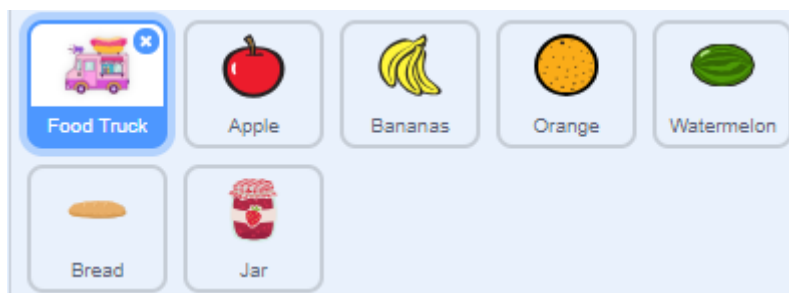 Food Truck
Apple
Bananas
Orange
Watermelon
Bread
Jar